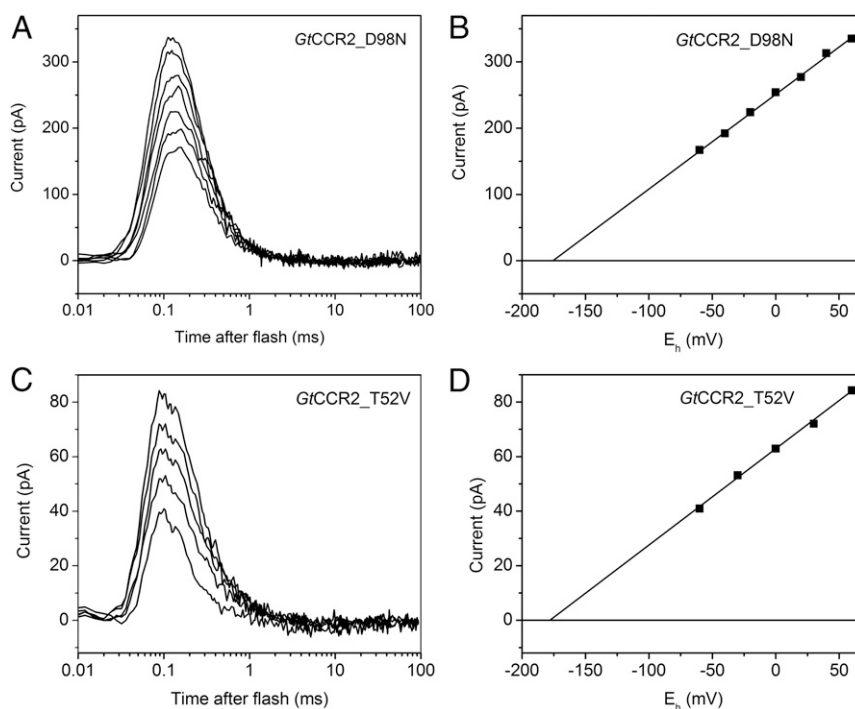 A
GtCCR2_D98N
Current (pA)
300
200
100
0
0.01
0.1
1
10
100
Time after flash (ms)
B
GtCCR2_D98N
Current (pA)
300
200
100
0
-200
-150
-100
-50
0
50
Eh (mV)
C
GtCCR2_T52V
Current (pA)
80
60
40
20
0
0.01
0.1
1
10
100
Time after flash (ms)
D
GtCCR2_T52V
Current (pA)
80
60
40
20
0
-200
-150
-100
-50
0
50
Eh (mV)